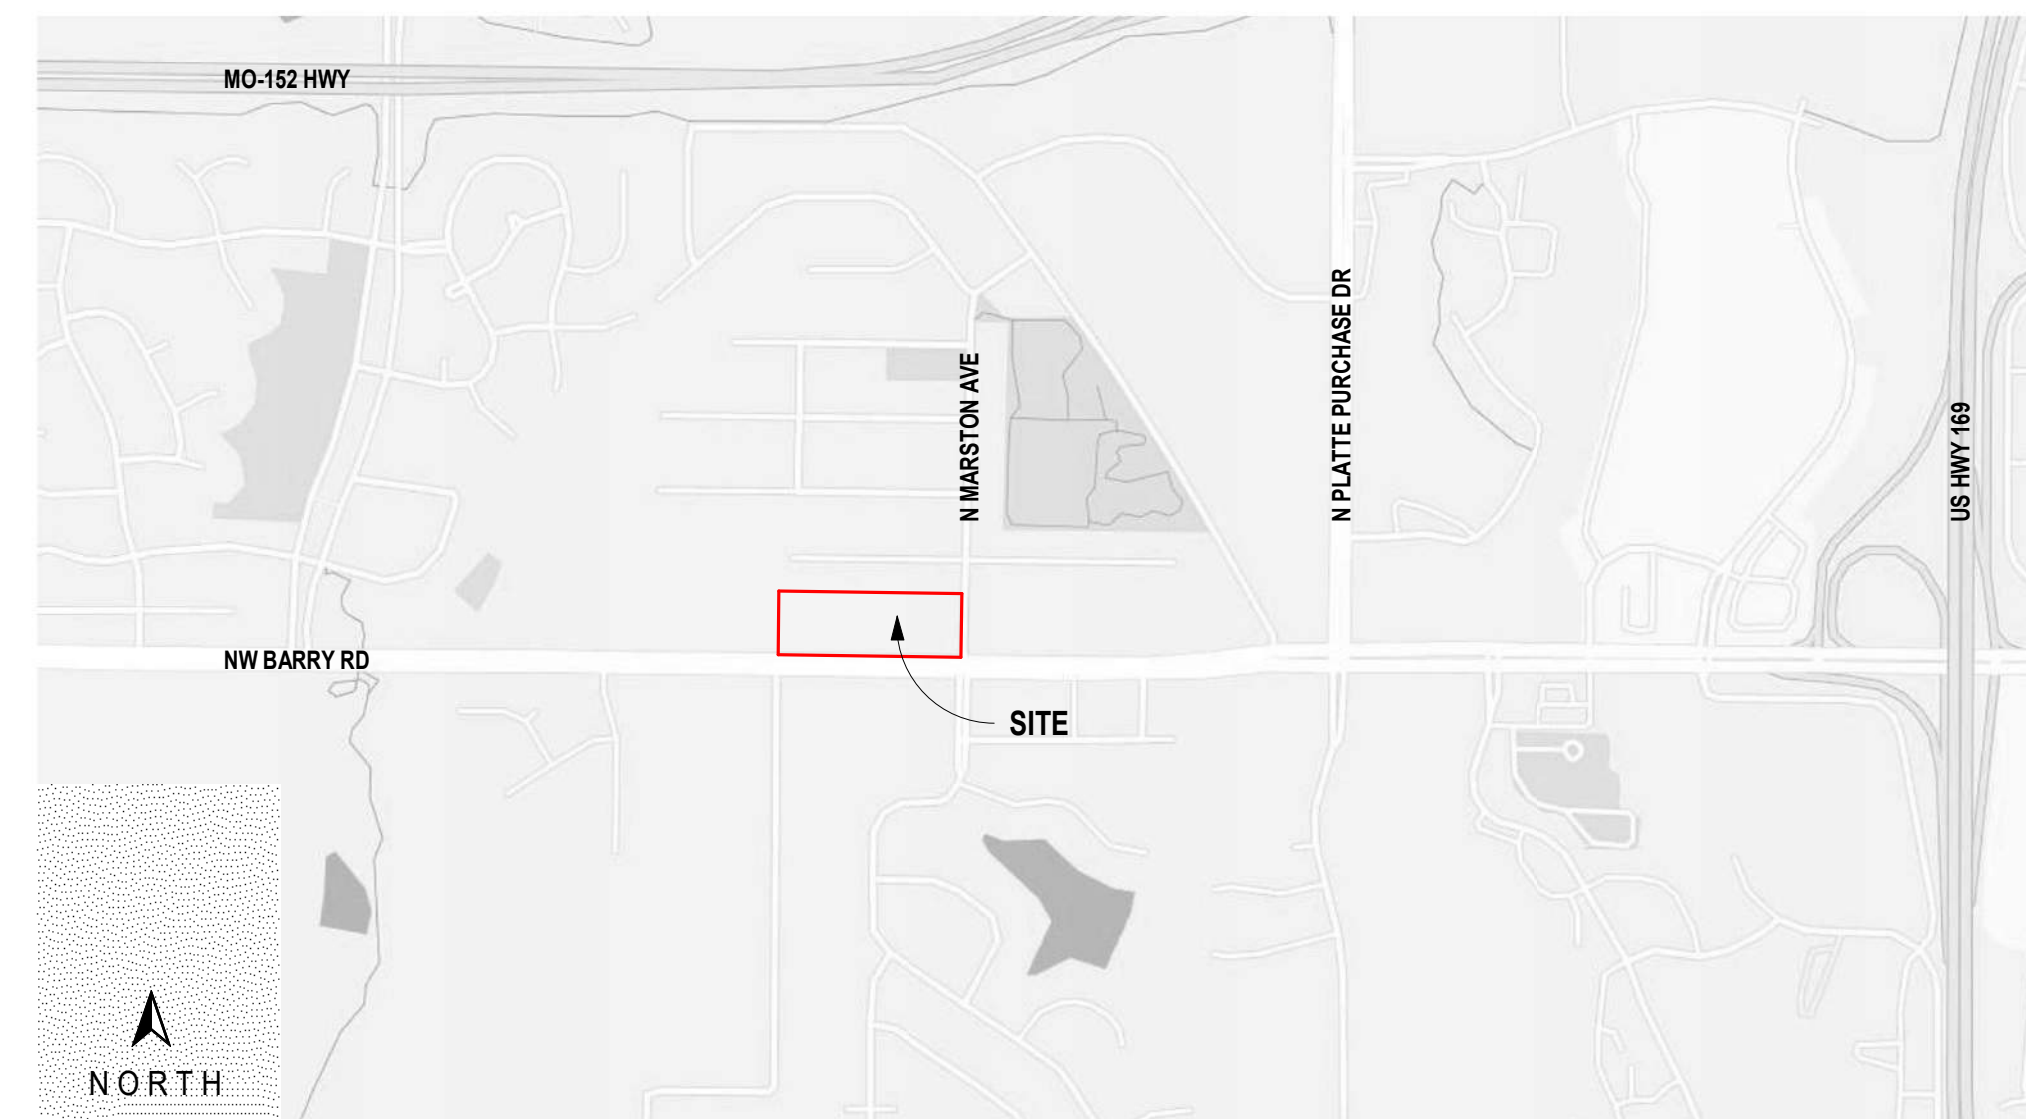 MO-152 HWY
N MARSTON AVE
N PLATTE PURCHASE DR
US HWY 169
NW BARRY RD
SITE
NORTH